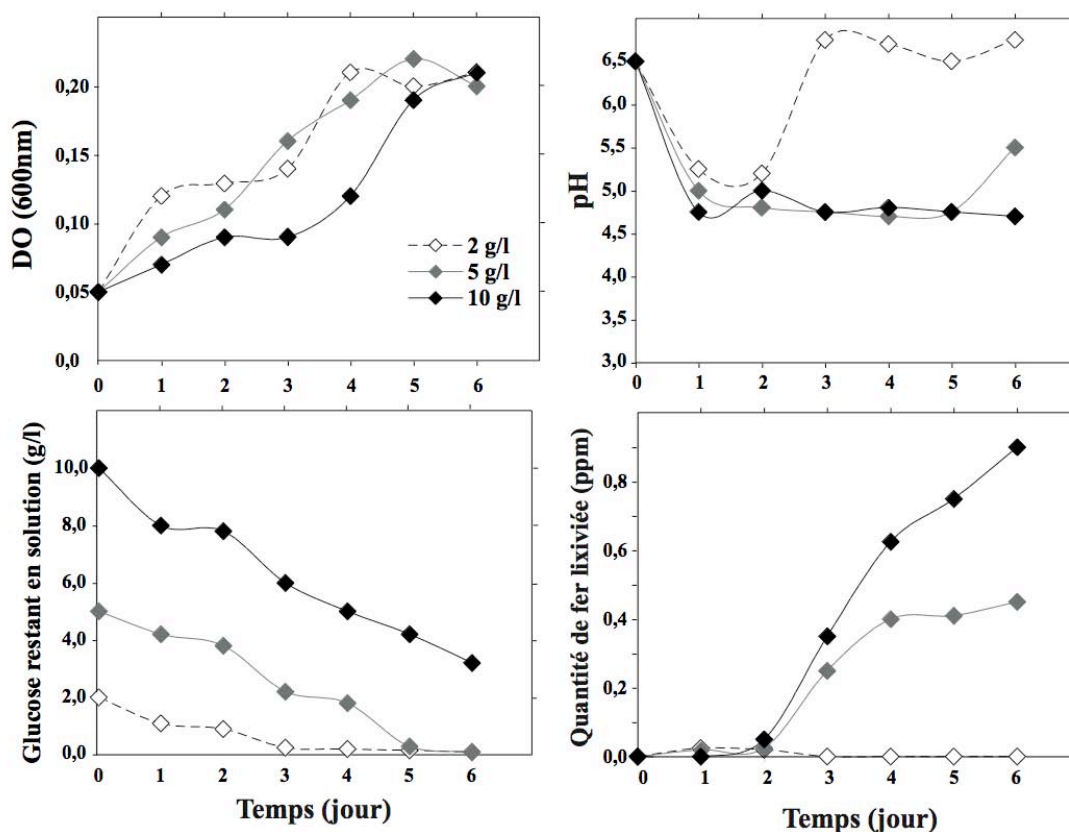 DO (600nm)
0,20
0,15
0,10
0,05
0,0
2 g/l
5 g/l
10 g/l
0 1 2 3 4 5 6
pH
6,5
6,0
5,5
5.0
4.5
4,0
3,5
3,0
0 1 2 3 4 5 6
Glucose restant en solution (g/l)
10,0
8,0
6,0
4,0
2,0
0,0
0 1 2 3 4 5 6
Temps (jour)
Quantité de fer lixiviée (ppm)
0,8
0,6
0,4
0,2
0,0
0 1 2 3 4 5 6
Temps (jour)